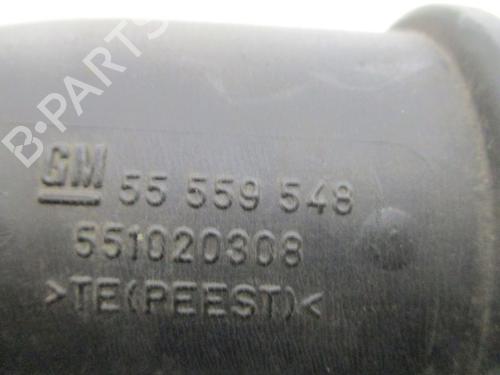 B-PARTS
GM 55 559 548
551020308
>TE(PEEST)<